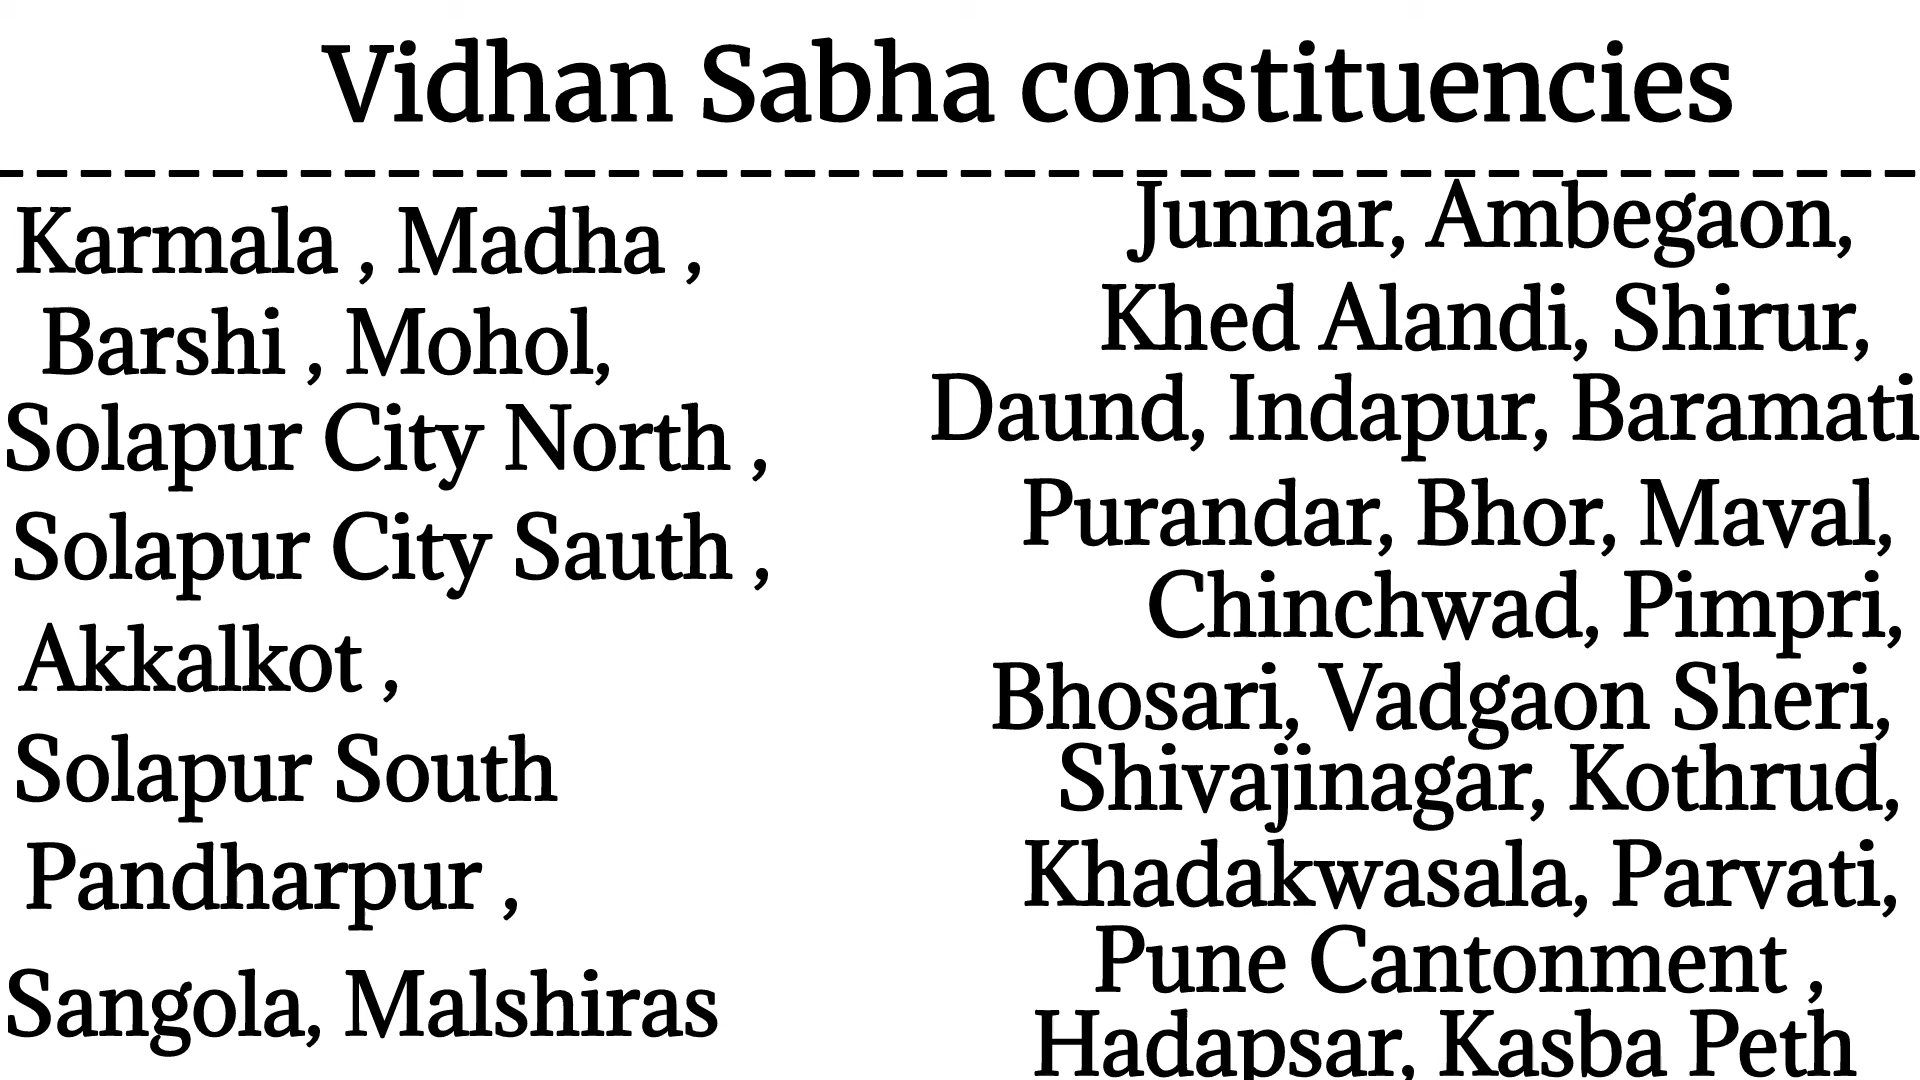 Vidhan Sabha constituencies
Karmala , Madha ,
Barshi , Mohol,
Solapur City North ,
Solapur City Sauth ,
Akkalkot ,
Solapur South
Pandharpur ,
Sangola, Malshiras
Junnar, Ambegaon,
Khed Alandi, Shirur,
Daund, Indapur, Baramati
Purandar, Bhor, Maval,
Chinchwad, Pimpri,
Bhosari, Vadgaon Sheri,
Shivajinagar, Kothrud,
Khadakwasala, Parvati,
Pune Cantonment ,
Hadapsar, Kasba Peth